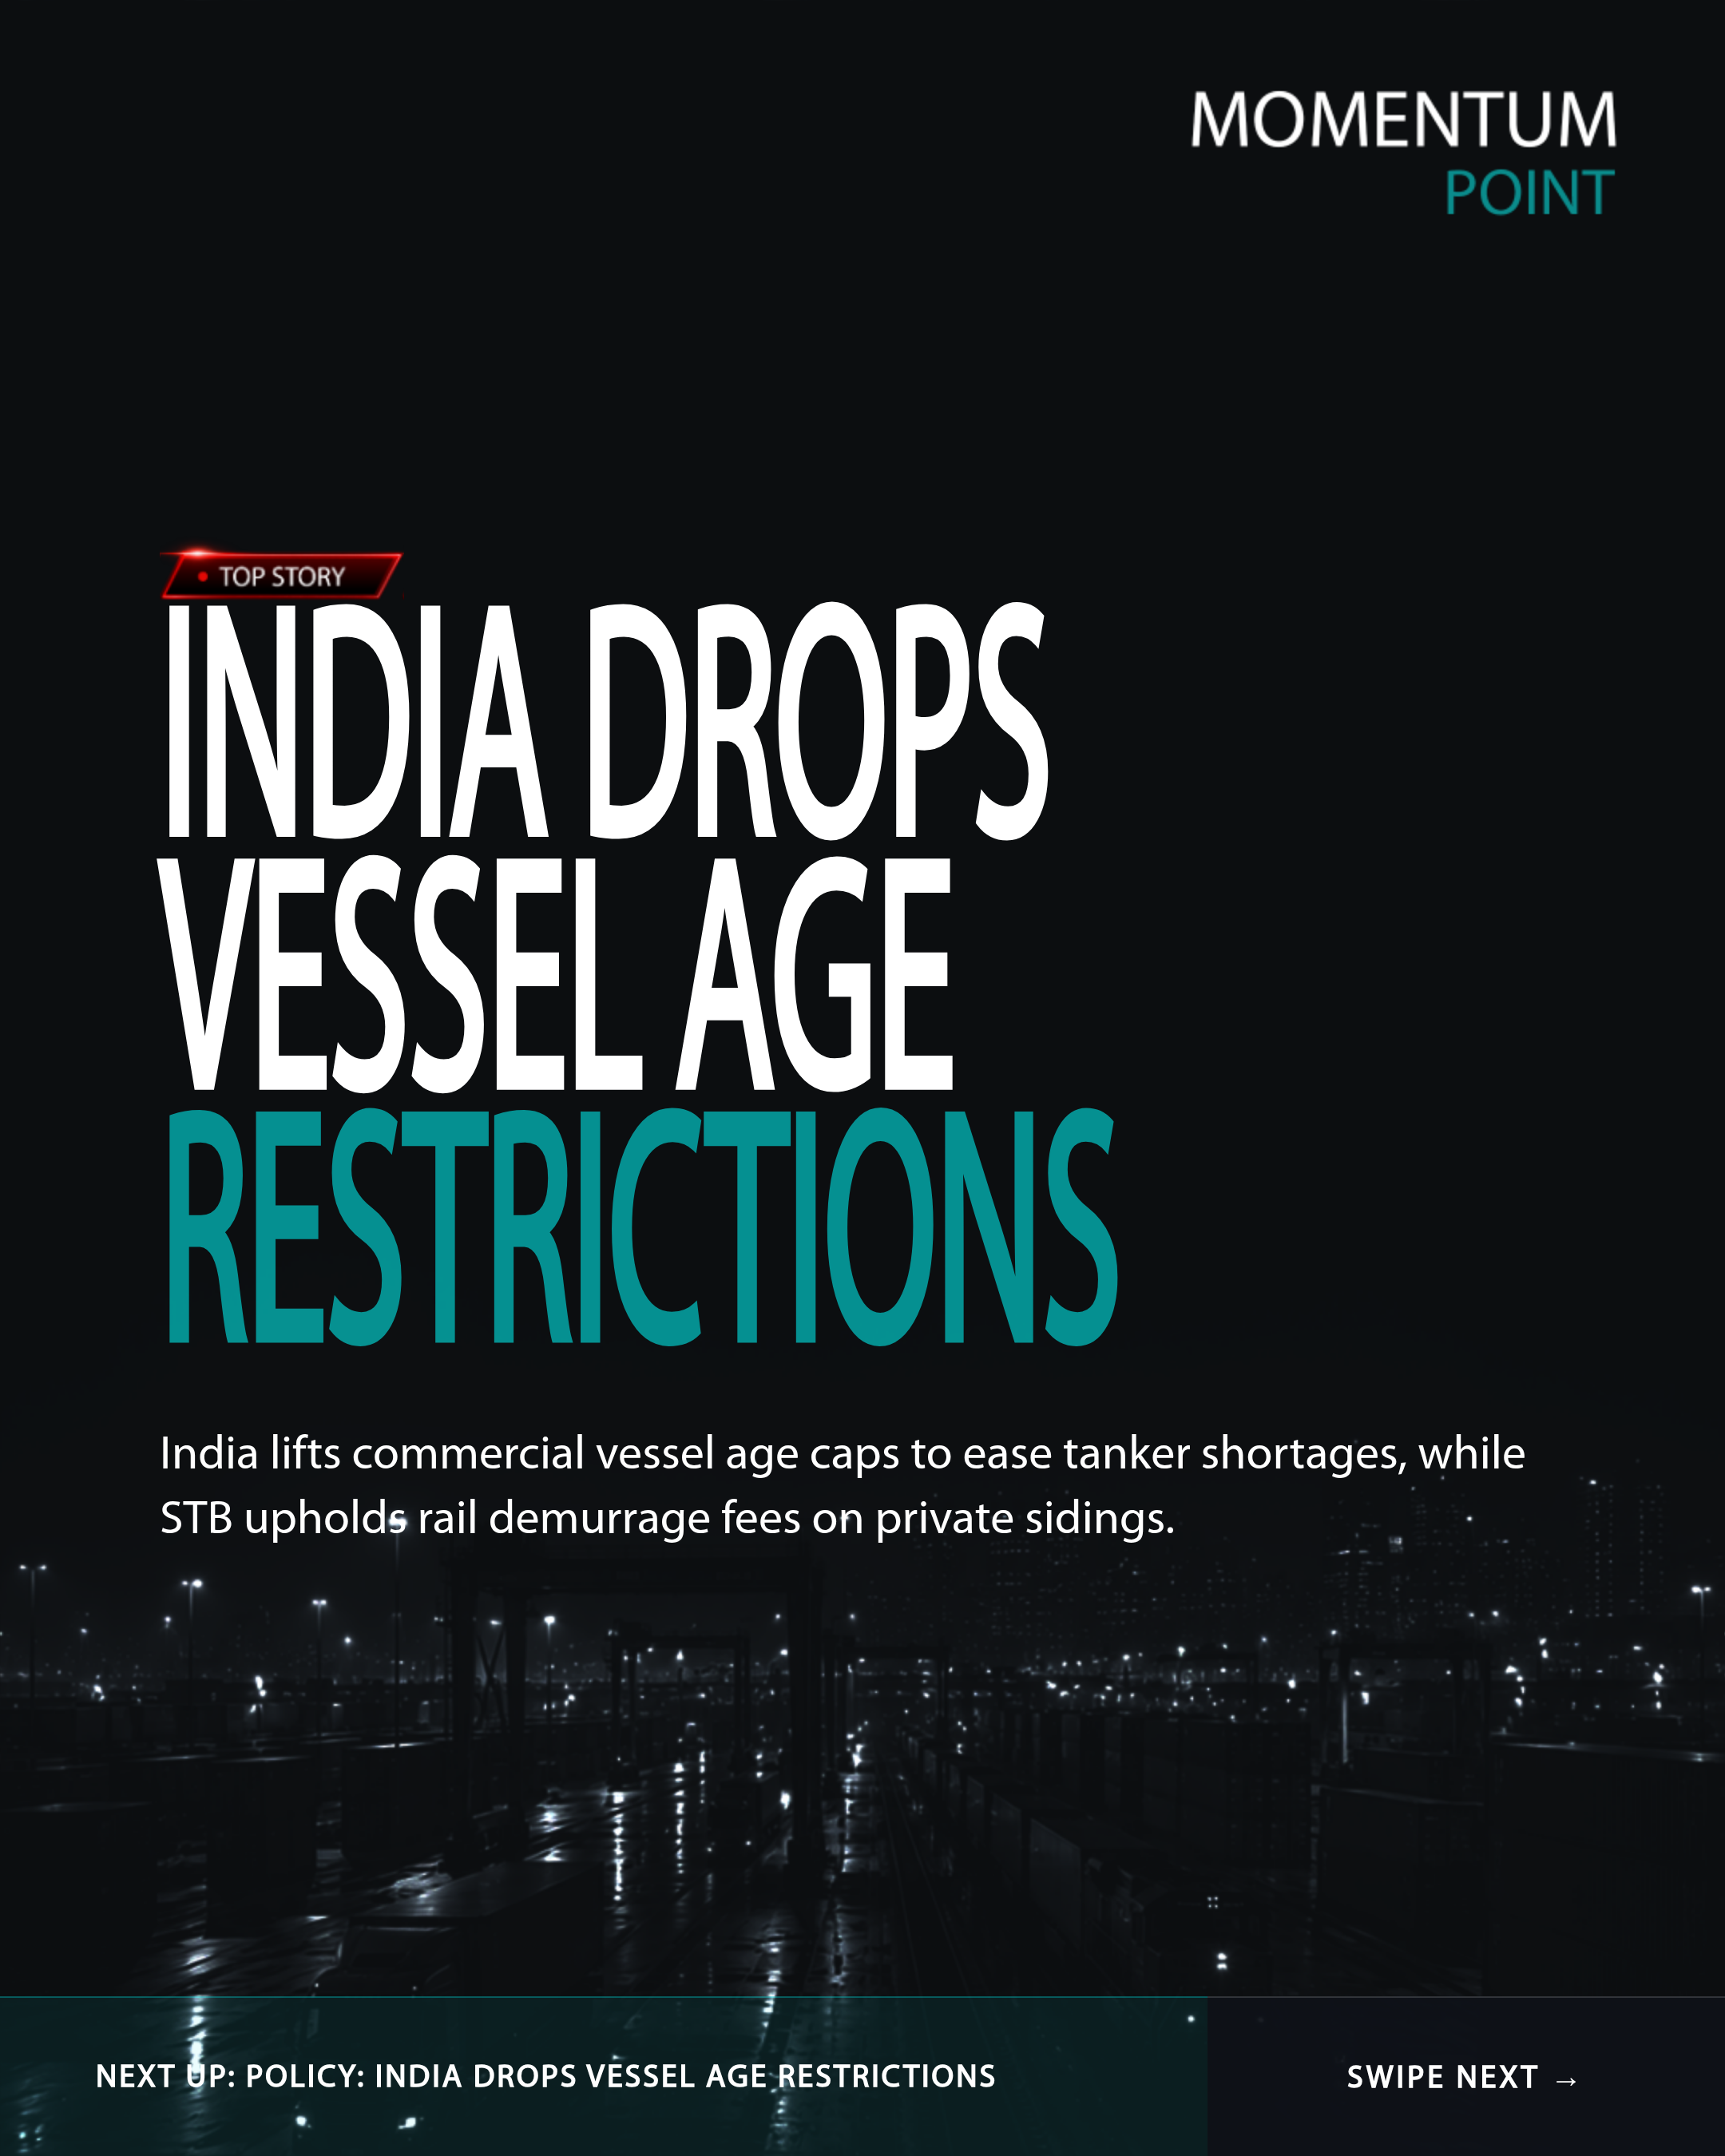 MOMENTUM
POINT
TOP STORY
INDIA DROPS
VESSEL AGE
RESTRICTIONS
India lifts commercial vessel age caps to ease tanker shortages, while
STB upholds rail demurrage fees on private sidings.
NEXT UP: POLICY: INDIA DROPS VESSEL AGE RESTRICTIONS
SWIPE NEXT →